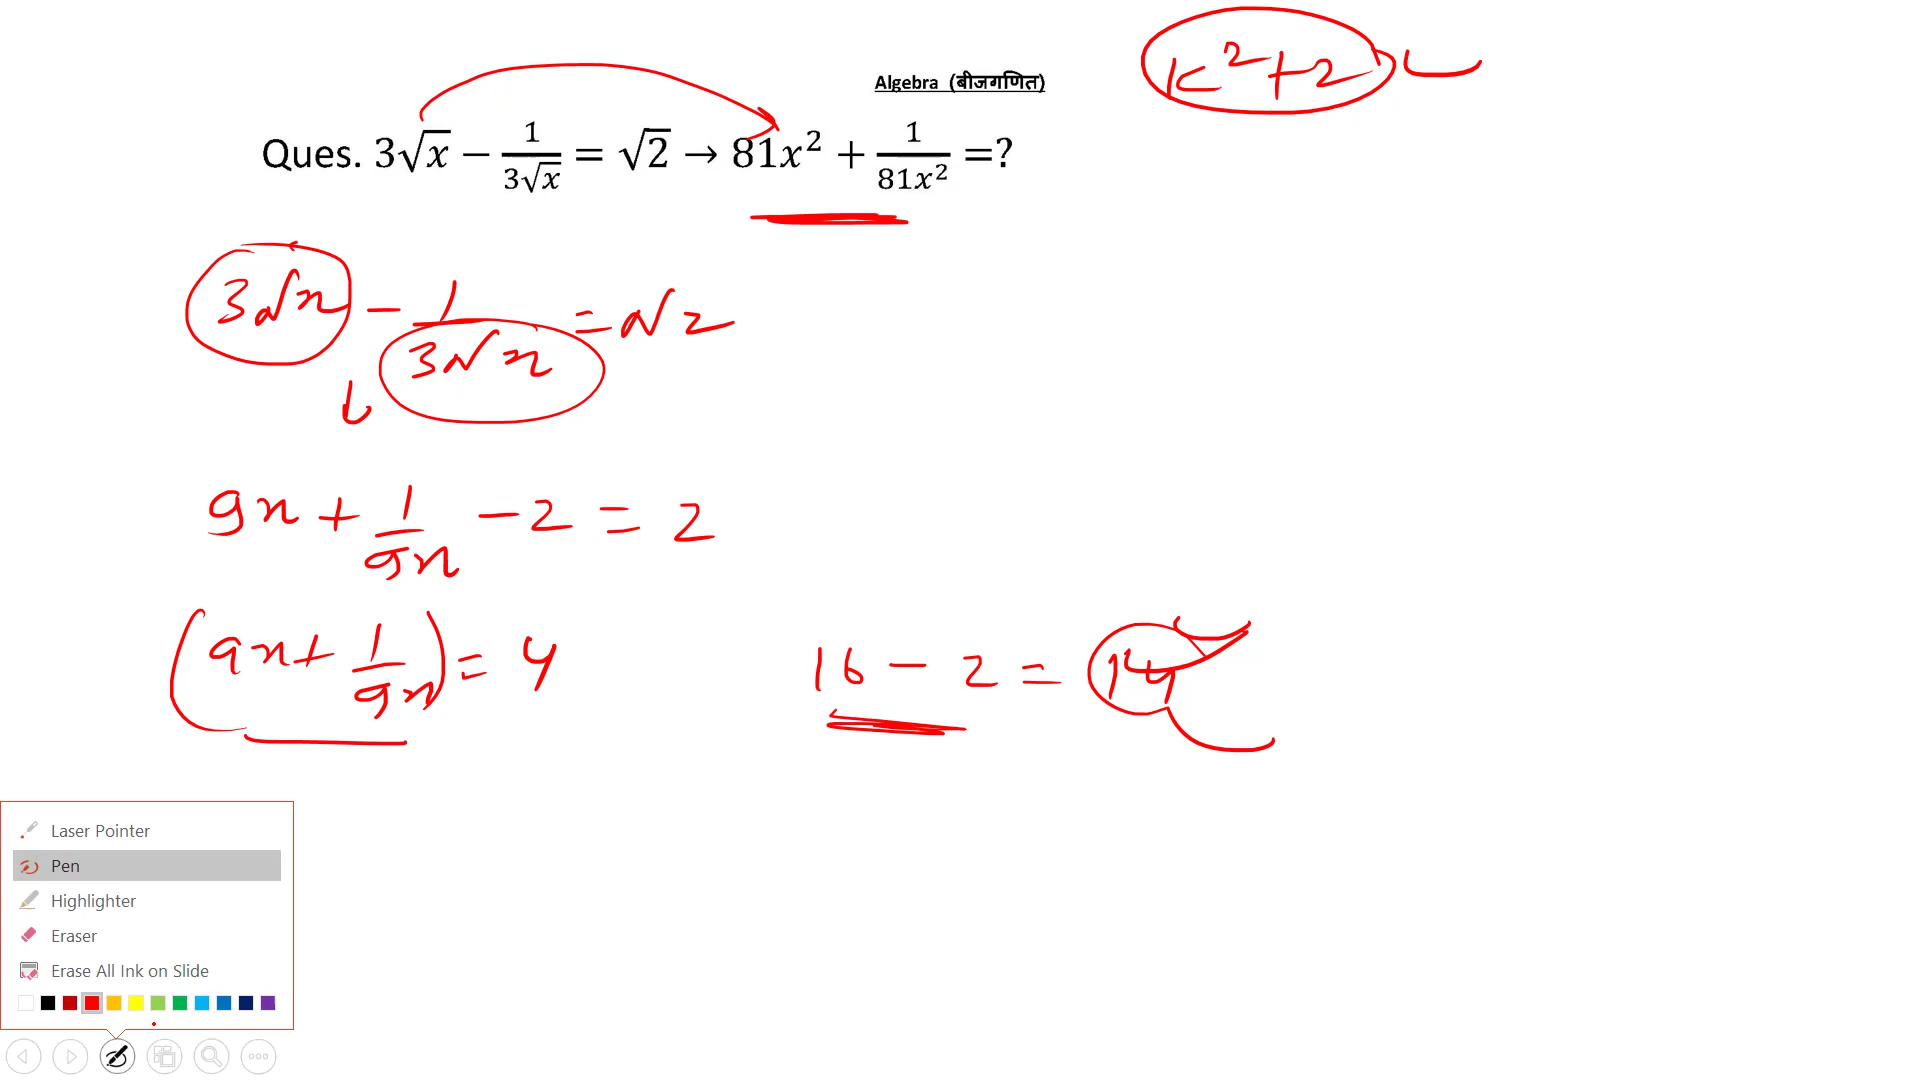 k²+2
Algebra (बीजगणित)
Ques. 3√x − 1/(3√x) = √2 → 81x² + 1/(81x²) =?
3√x − 1/(3√x) = √2
9x + 1/(9x) − 2 = 2
(9x + 1/(9x)) = 4
16 − 2 = 14
Laser Pointer
Pen
Highlighter
Eraser
Erase All Ink on Slide